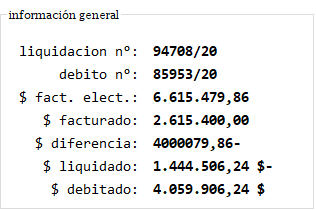 información general
liquidacion nº: 94708/20
debito nº: 85953/20
$ fact. elect.: 6.615.479,86
$ facturado: 2.615.400,00
$ diferencia: 4000079,86-
$ liquidado: 1.444.506,24 $-
$ debitado: 4.059.906,24 $